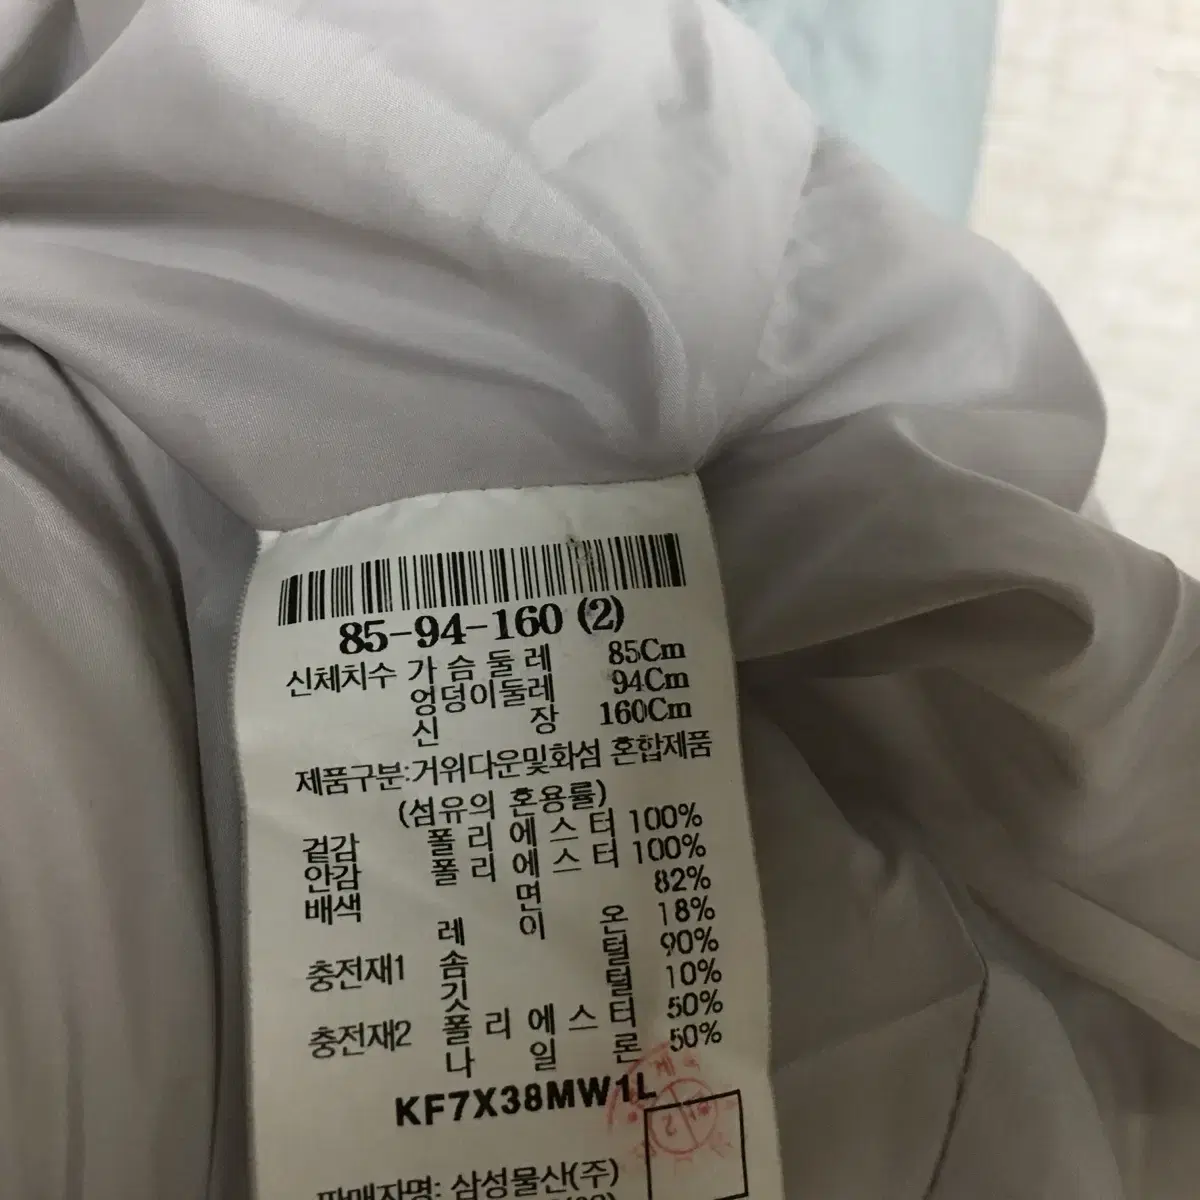 85-94-160 (2)
신체치수 가슴둘레 85Cm
엉덩이둘레 94Cm
신장 160Cm
제품구분:거위다운및화섬 혼합제품
(섬유의 혼용률)
겉감 폴리에스터 100%
안감 폴리에스터 100%
배색 면 82%
레이온 18%
충전재1 솜털 90%
깃털 10%
충전재2 폴리에스터 50%
나일론 50%
KF7X38MW1L
판매자명: 삼성물산(주)